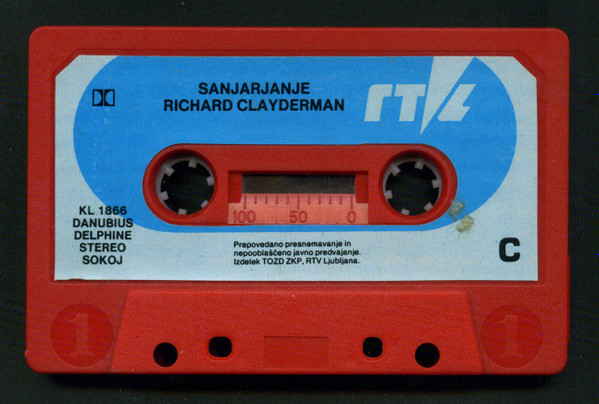 SANJARJANJE
RICHARD CLAYDERMAN
RTVL
KL 1866
DANUBIUS
DELPHINE
STEREO
SOKOJ
100 50 0
Prepovedano presnemavanje in
nepooblaščeno javno predvajanje.
Izdelek TOZD ZKP, RTV Ljubljana.
C
1 1